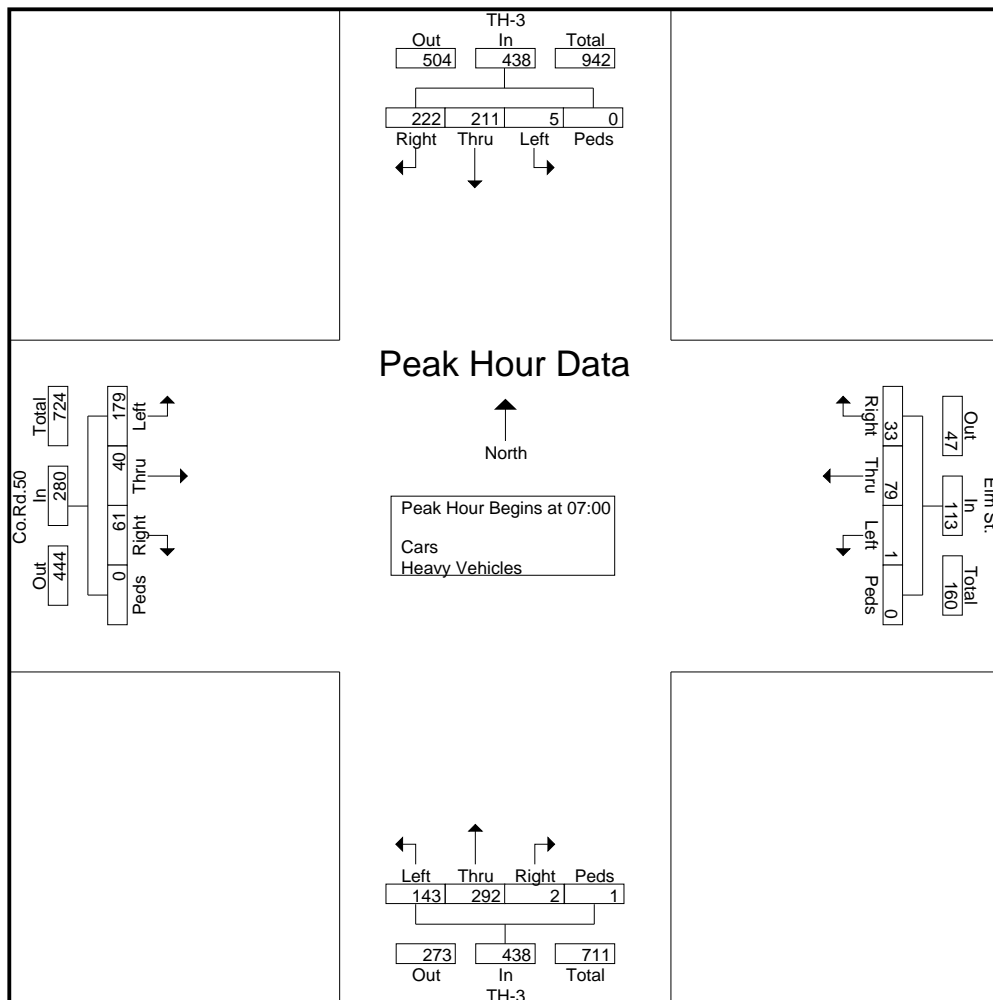 TH-3
Out In Total
504 438 942
222 211 5 0
Right Thru Left Peds
Peak Hour Data
North
Peak Hour Begins at 07:00
Cars
Heavy Vehicles
Co.Rd.50
Total In Out
724 280 444
179 40 61 0
Left Thru Right Peds
Right Thru Left Peds
33 79 1 0
Out In Total
47 113 160
Elm St.
Left Thru Right Peds
143 292 2 1
273 438 711
Out In Total
TH-3